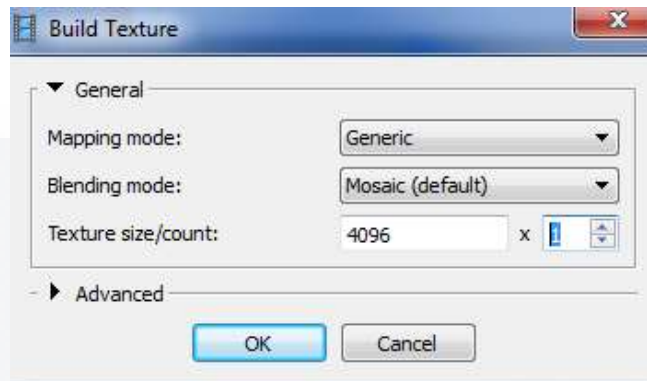 Build Texture
General
Mapping mode: Generic
Blending mode: Mosaic (default)
Texture size/count: 4096 x 1
Advanced
OK Cancel